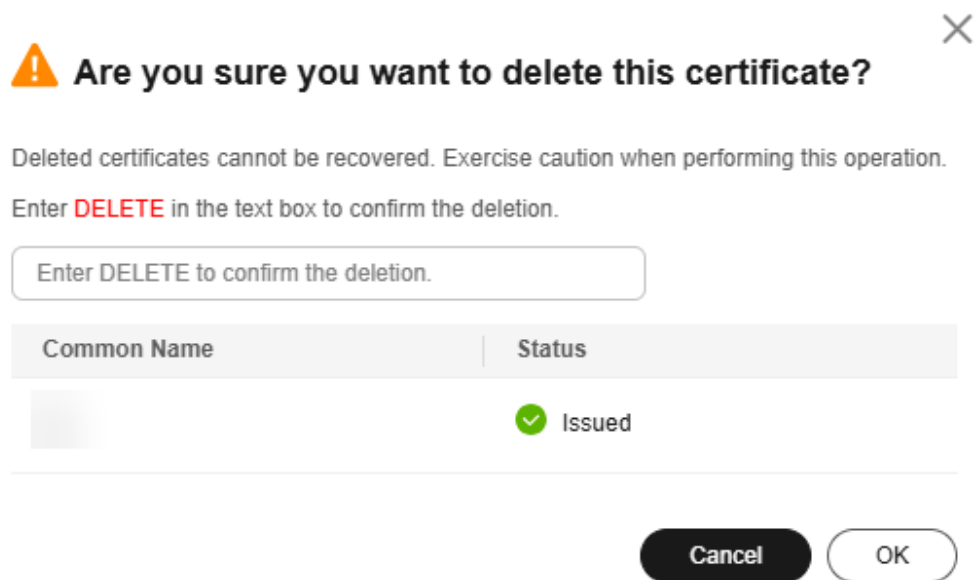 Are you sure you want to delete this certificate?
Deleted certificates cannot be recovered. Exercise caution when performing this operation.
Enter DELETE in the text box to confirm the deletion.
Enter DELETE to confirm the deletion.
Common Name Status
Issued
Cancel OK